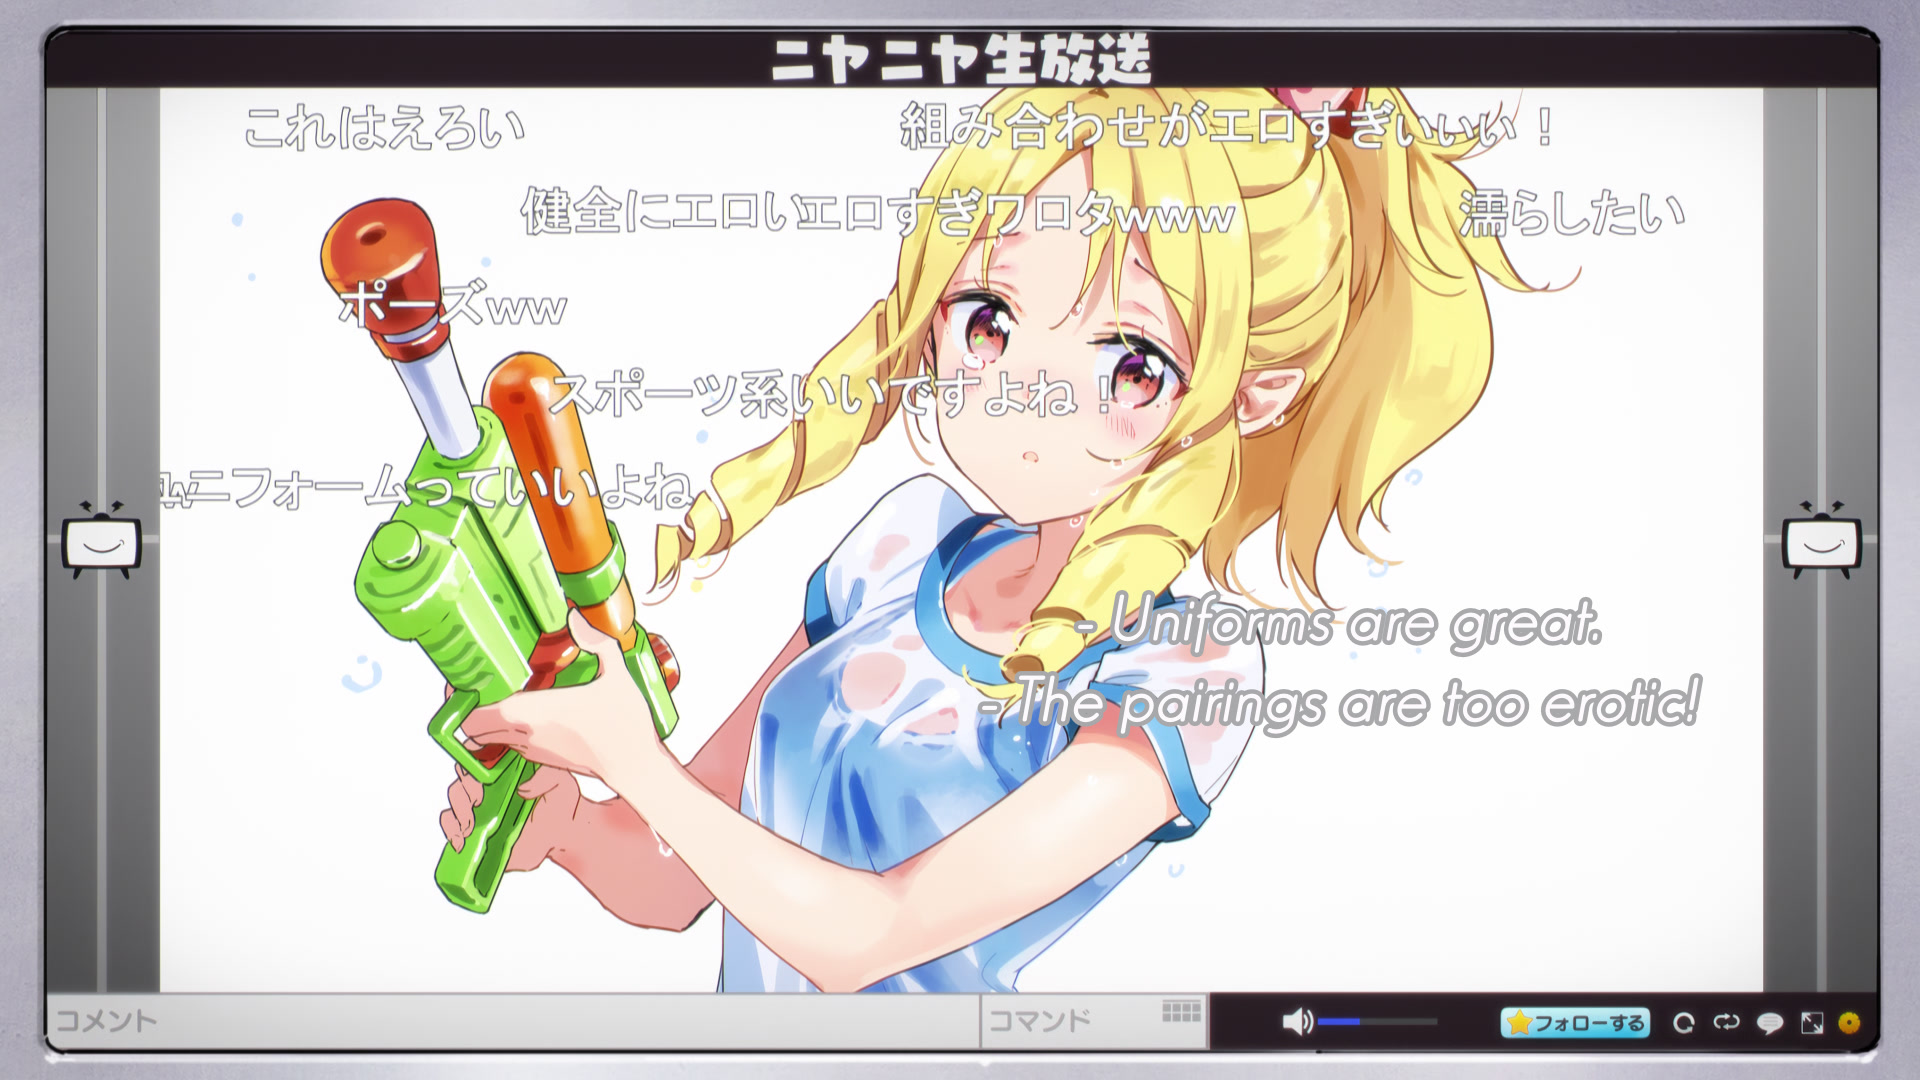 ニヤニヤ生放送
これはえろい
組み合わせがエロすぎいぃぃぃ！
健全にエロい
エロすぎワロタwww
濡らしたい
ポーズww
スポーツ系いいですよね！
ユニフォームっていいよね
- Uniforms are great.
- The pairings are too erotic!
コメント
コマンド
フォローする